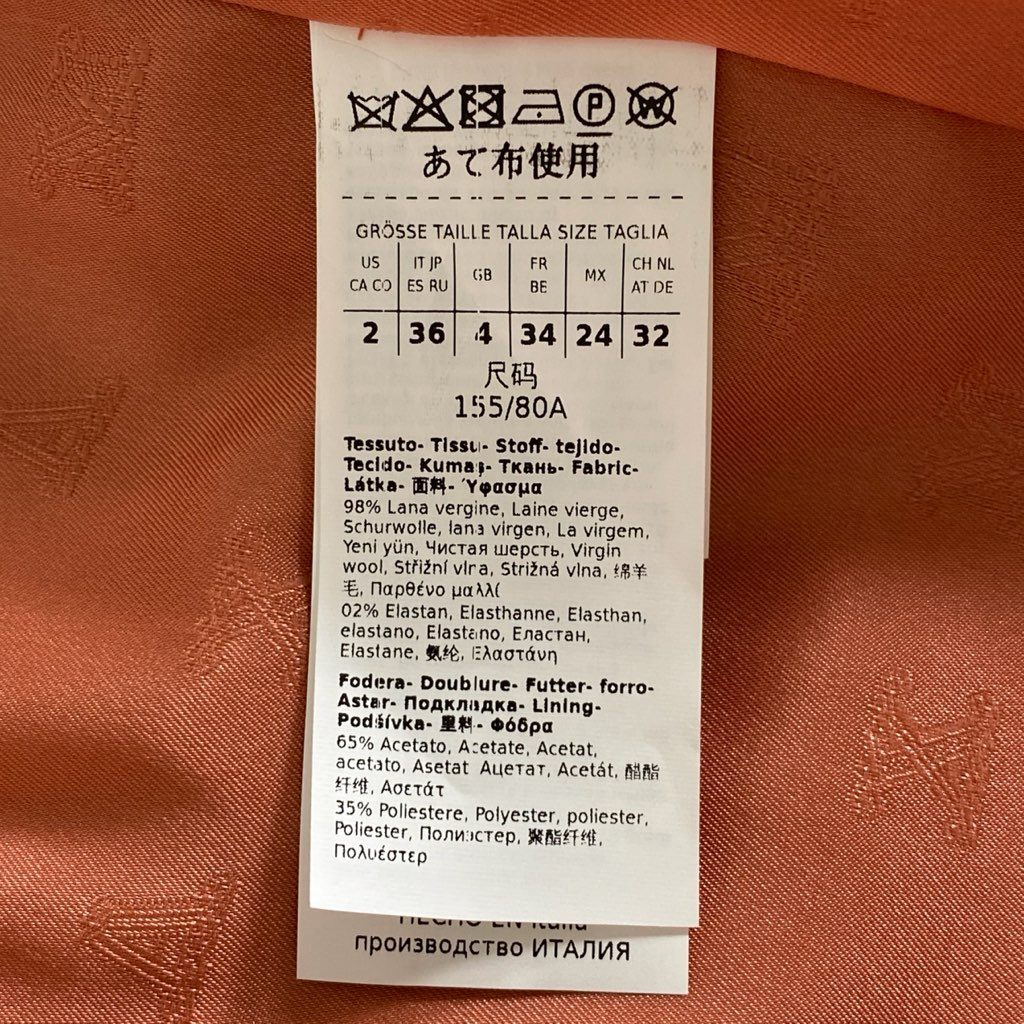 P W
あて布使用
GRÖSSE TAILLE TALLA SIZE TAGLIA
US CA CO IT JP ES RU GB FR BE MX CH NL AT DE
2 36 4 34 24 32
尺码
155/80A
Tessuto- Tissu- Stoff- tejido-
Tecido- Kumaş- Ткань- Fabric-
Látka- 面料- Ύφασμα
98% Lana vergine, Laine vierge,
Schurwolle, lana virgen, La virgem,
Yeni yün, Чистая шерсть, Virgin
wool, Střižní vlna, Strižná vlna, 绵羊
毛, Παρθένο μαλλί
02% Elastan, Elasthanne, Elasthan,
elastano, Elastano, Еластан,
Elastane, 氨纶, Ελαστάνη
Fodera- Doublure- Futter- forro-
Astar- Подкладка- Lining-
Podšívka- 里料- Φόδρα
65% Acetato, Acetate, Acetat,
acetato, Asetat Ацетат, Acetát, 醋酯
纤维, Ασετάτ
35% Poliestere, Polyester, poliester,
Poliester, Полиэстер, 聚酯纤维,
Πολυέστερ
HECHO EN Italia
производство ИТАЛИЯ